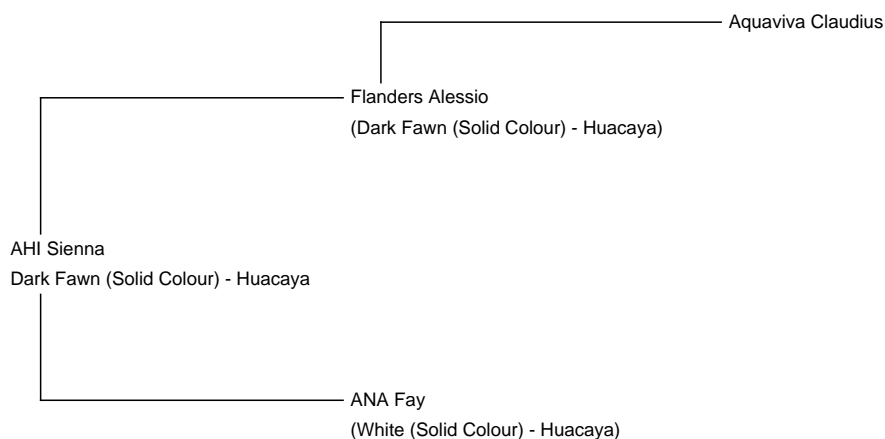 Aquaviva Claudius
Flanders Alessio
(Dark Fawn (Solid Colour) - Huacaya)
AHI Sienna
Dark Fawn (Solid Colour) - Huacaya
ANA Fay
(White (Solid Colour) - Huacaya)